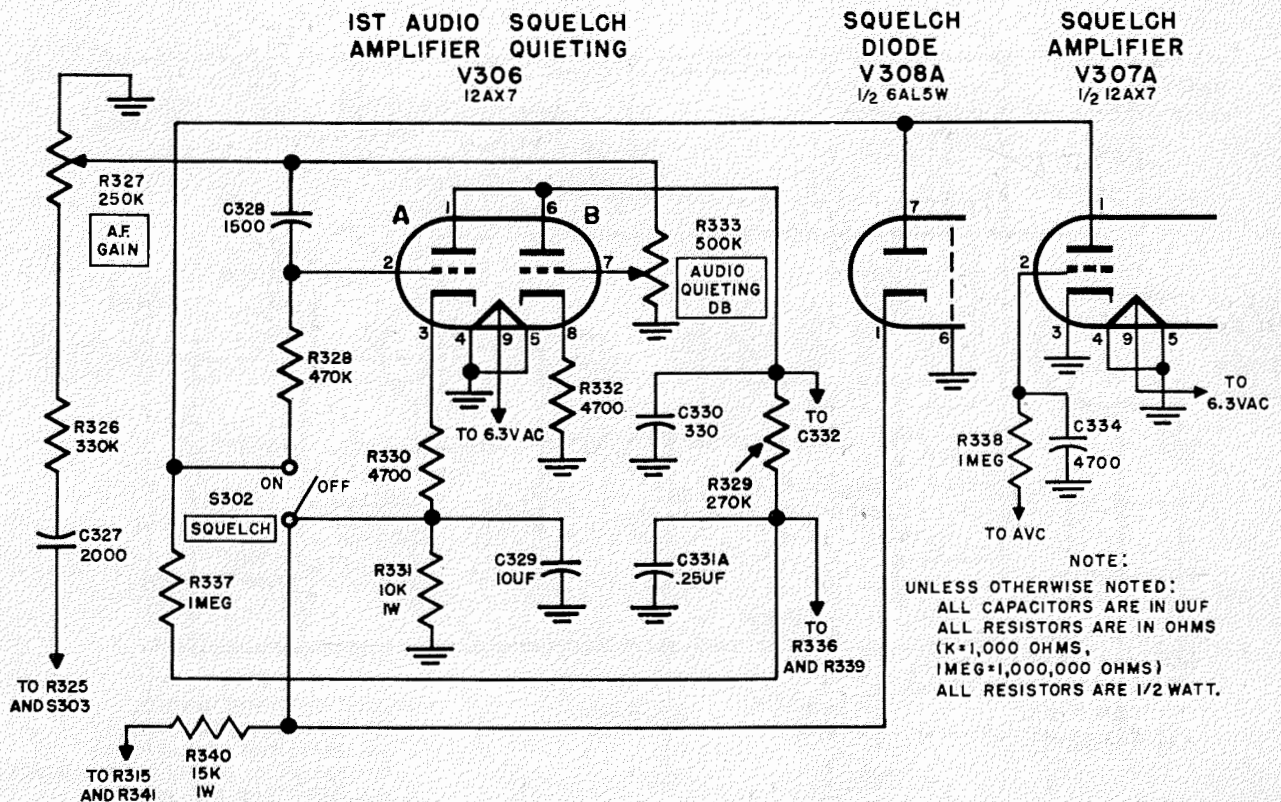 1ST AUDIO SQUELCH
AMPLIFIER QUIETING
V306
12AX7
SQUELCH
DIODE
V308A
1/2 6AL5W
SQUELCH
AMPLIFIER
V307A
1/2 12AX7
R327
250K
A.F.
GAIN
C328
1500
A
B
1
6
2
7
3
4
9
5
8
R333
500K
AUDIO
QUIETING
DB
7
1
6
1
2
3
4
9
5
R328
470K
R326
330K
C327
2000
TO R325
AND S303
ON
OFF
S302
SQUELCH
R337
1MEG
R330
4700
TO 6.3V AC
R332
4700
R331
10K
1W
C329
10UF
C330
330
TO
C332
R329
270K
C331A
.25UF
TO
R336
AND R339
R338
1MEG
C334
4700
TO AVC
TO
6.3VAC
R340
15K
1W
TO R315
AND R341
NOTE:
UNLESS OTHERWISE NOTED:
ALL CAPACITORS ARE IN UUF
ALL RESISTORS ARE IN OHMS
(K=1,000 OHMS,
1MEG=1,000,000 OHMS)
ALL RESISTORS ARE 1/2 WATT.